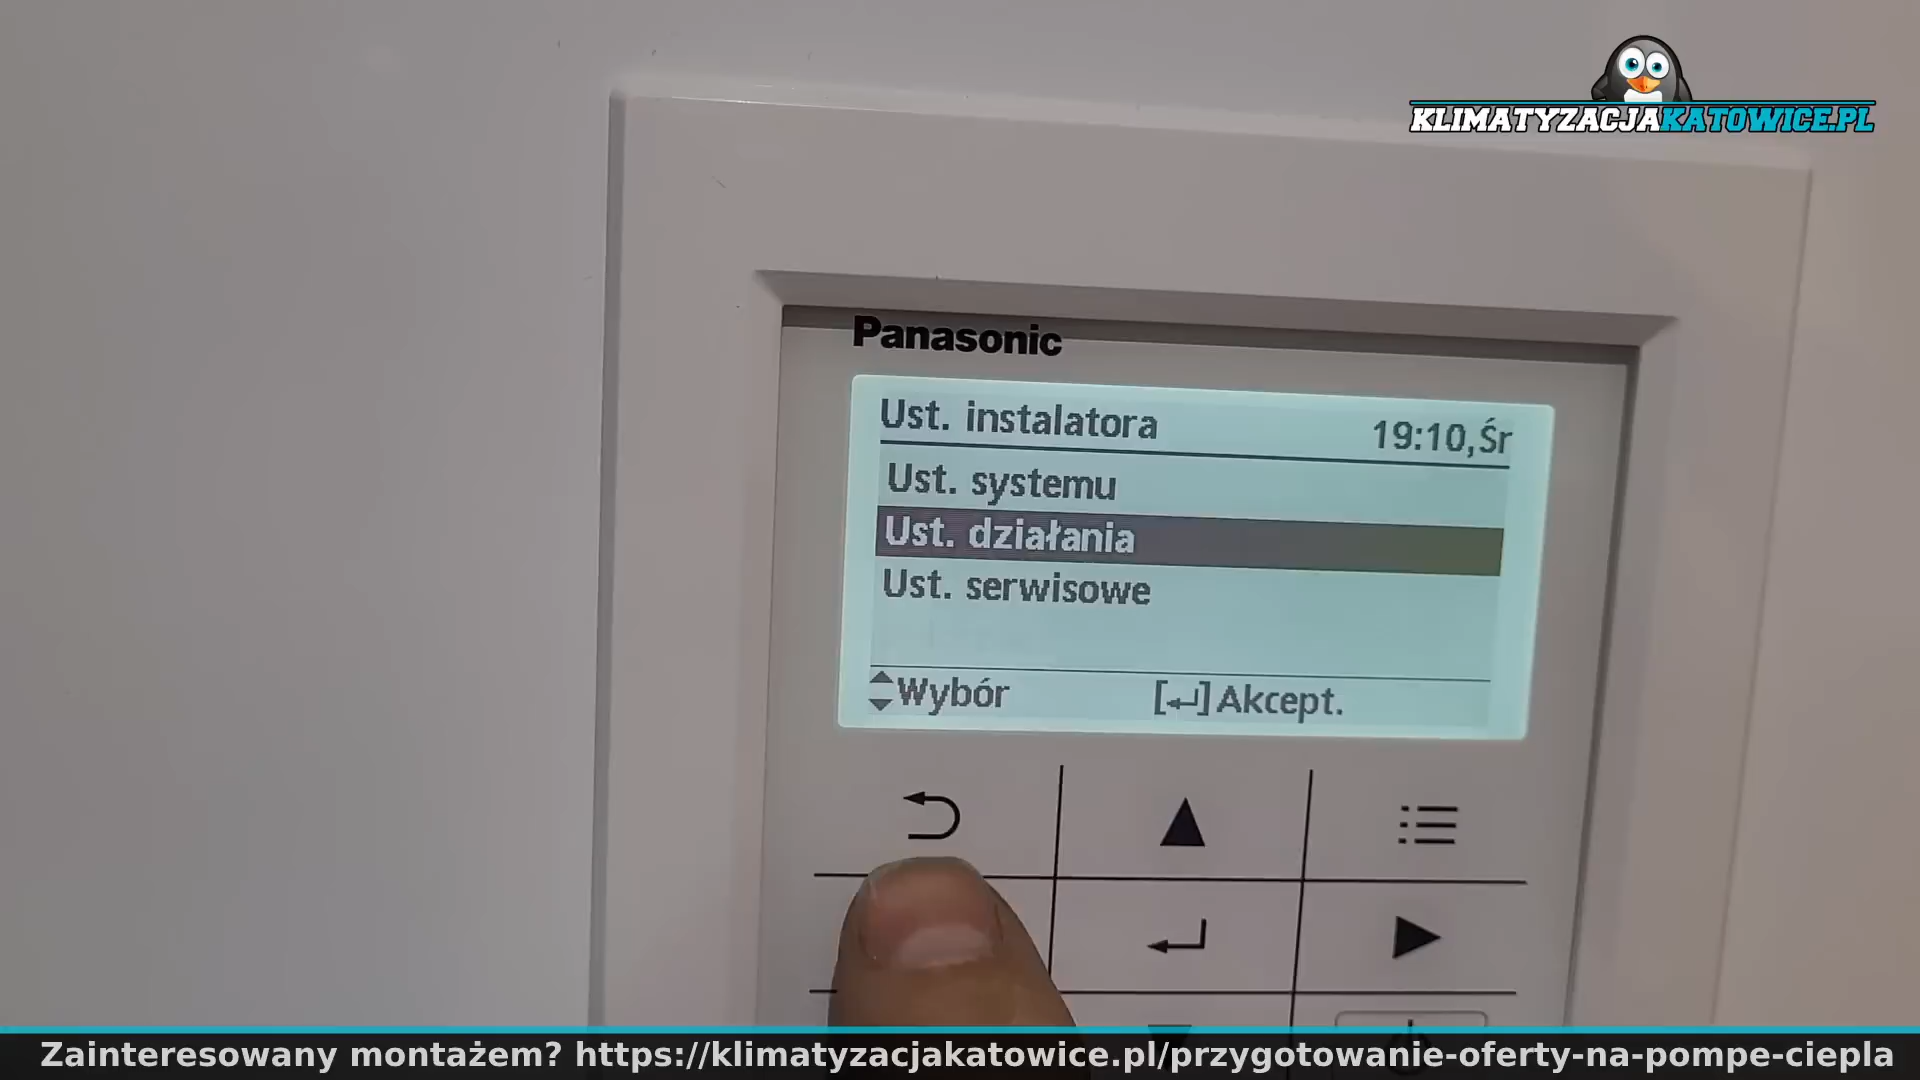 KLIMATYZACJAKATOWICE.PL
Panasonic
Ust. instalatora 19:10,Śr
Ust. systemu
Ust. działania
Ust. serwisowe
Wybór [↵] Akcept.
Zainteresowany montażem? https://klimatyzacjakatowice.pl/przygotowanie-oferty-na-pompe-ciepla